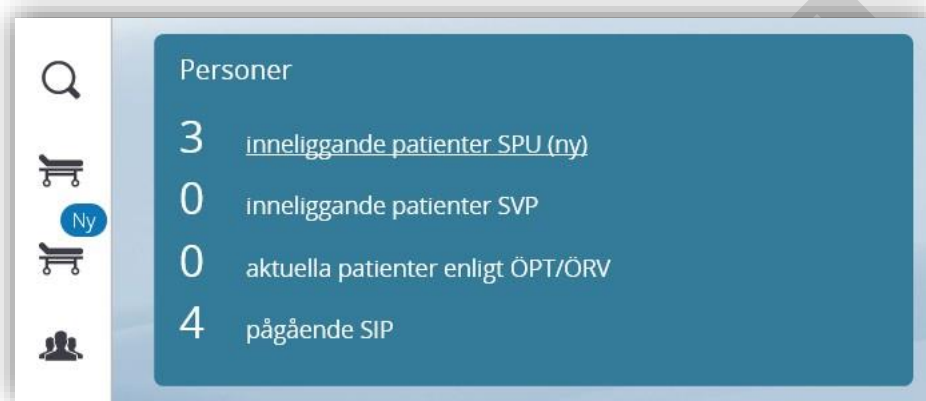 Personer
3 inneliggande patienter SPU (ny)
0 inneliggande patienter SVP
Ny
0 aktuella patienter enligt ÖPT/ÖRV
4 pågående SIP